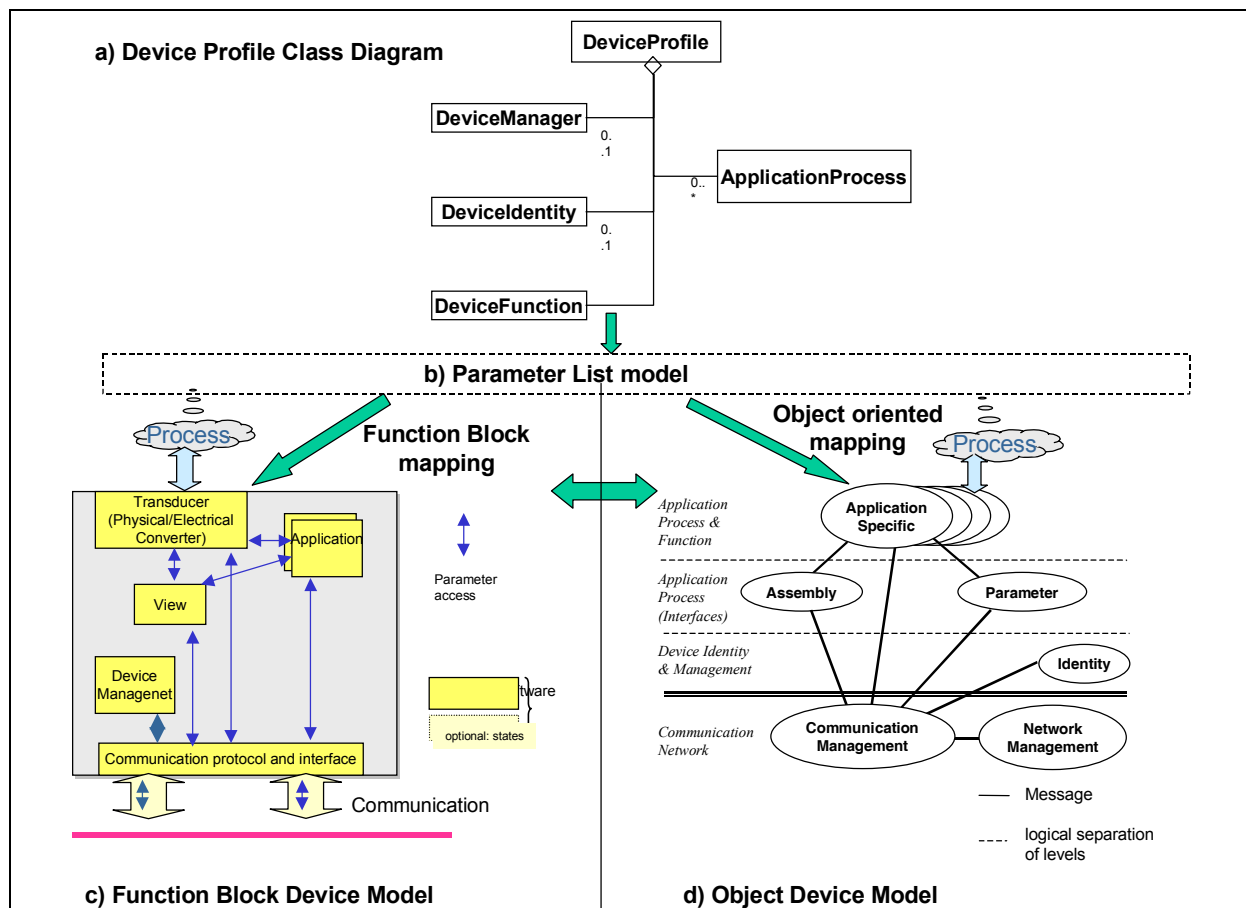 a) Device Profile Class Diagram
DeviceProfile
DeviceManager
0.
.1
ApplicationProcess
0..
*
DeviceIdentity
0.
.1
DeviceFunction
b) Parameter List model
Process
Function Block
mapping
Object oriented
mapping
Process
Transducer
(Physical/Electrical
Converter)
Application
View
Device
Managenet
Communication protocol and interface
Communication
Parameter
access
tware
optional: states
Application
Process &
Function
Application
Specific
Application
Process
(Interfaces)
Assembly
Parameter
Device Identity
& Management
Identity
Communication
Network
Communication
Management
Network
Management
Message
logical separation
of levels
c) Function Block Device Model
d) Object Device Model